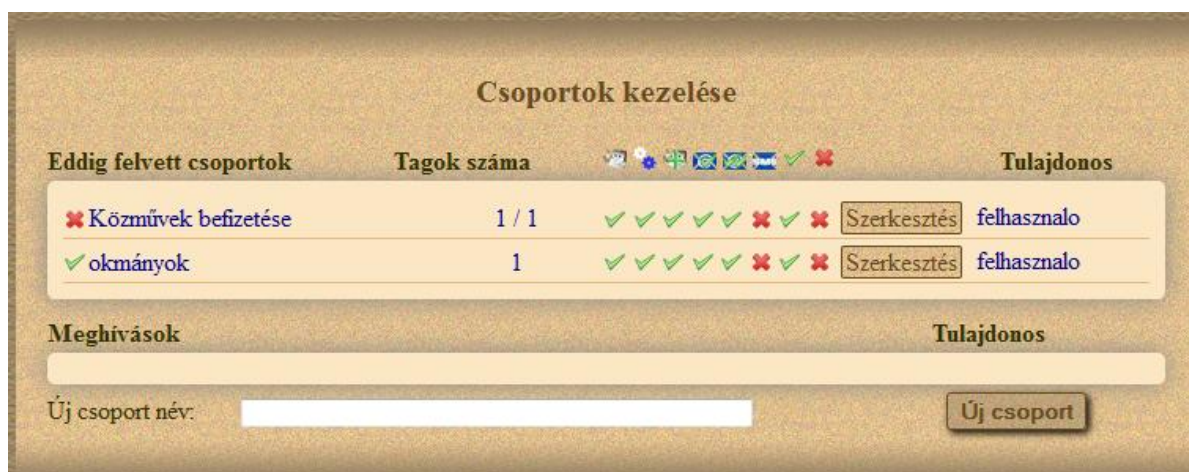 Csoportok kezelése
Eddig felvett csoportok Tagok száma Tulajdonos
Közművek befizetése 1 / 1 Szerkesztés felhasznalo
okmányok 1 Szerkesztés felhasznalo
Meghívások Tulajdonos
Új csoport név: Új csoport